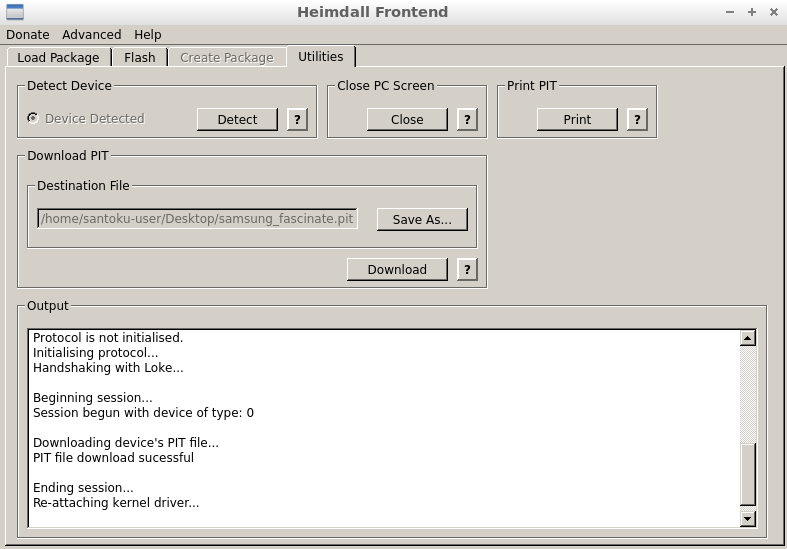 Heimdall Frontend
Donate Advanced Help
Load Package Flash Create Package Utilities
Detect Device
Device Detected Detect ?
Close PC Screen
Close ?
Print PIT
Print ?
Download PIT
Destination File
/home/santoku-user/Desktop/samsung_fascinate.pit Save As...
Download ?
Output
Protocol is not initialised.
Initialising protocol...
Handshaking with Loke...
Beginning session...
Session begun with device of type: 0
Downloading device's PIT file...
PIT file download sucessful
Ending session...
Re-attaching kernel driver...